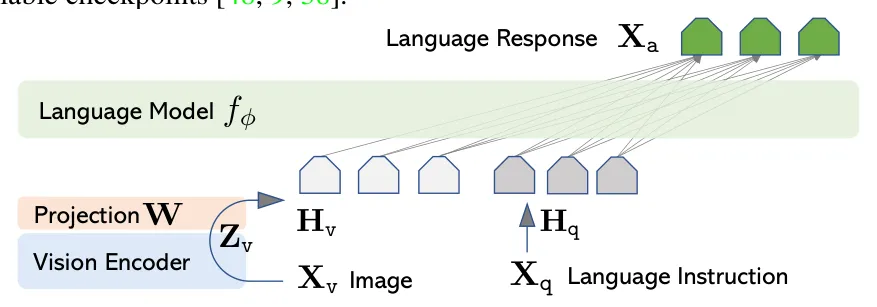 Language Response X_a
Language Model f_ϕ
Projection W
H_v
H_q
Z_v
Vision Encoder
X_v Image
X_q Language Instruction